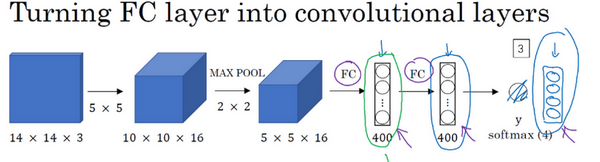 Turning FC layer into convolutional layers
3
MAX POOL
FC
FC
5 × 5
2 × 2
y
14 × 14 × 3
10 × 10 × 16
5 × 5 × 16
400
400
softmax (4)